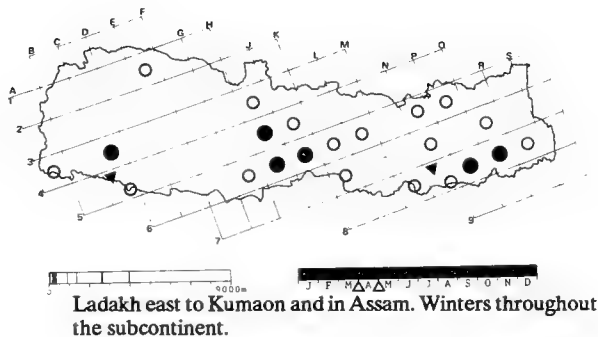 F
E
H
D
C
G
B
K
J
L
M
O
P
N
S
R
A
1
2
3
4
5
6
7
8
9
9000m
J F M A M J J A S O N D
Ladakh east to Kumaon and in Assam. Winters throughout
the subcontinent.